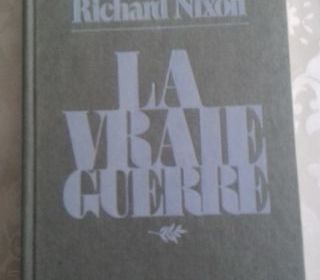 Richard Nixon
LA
VRAIE
GUERRE